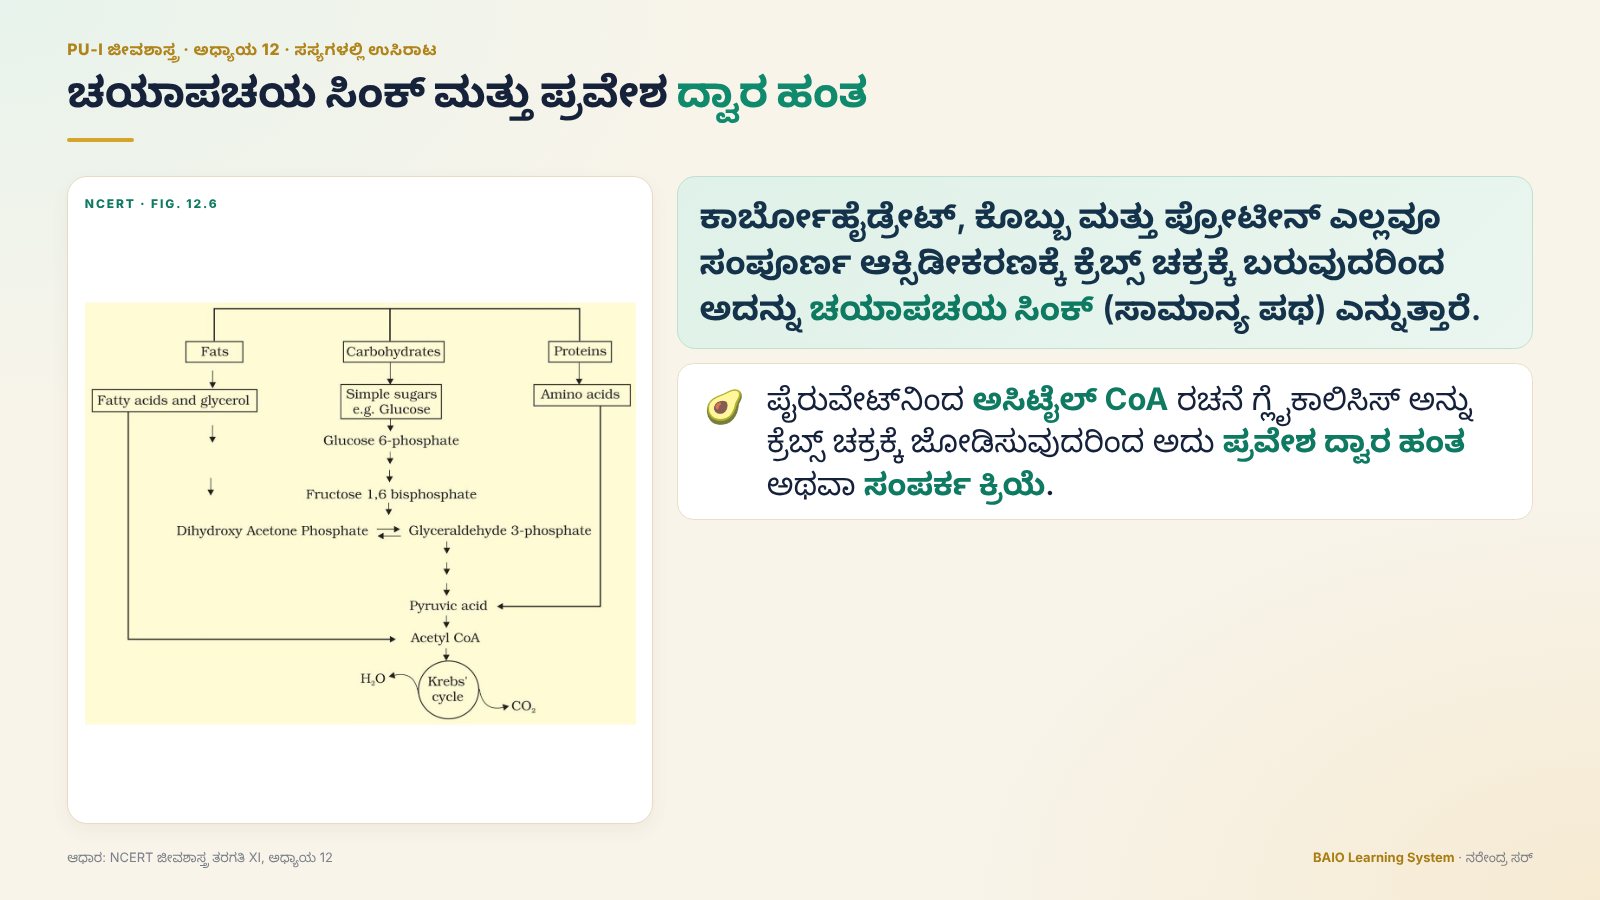 PU-I ಜೀವಶಾಸ್ತ್ರ · ಅಧ್ಯಾಯ 12 · ಸಸ್ಯಗಳಲ್ಲಿ ಉಸಿರಾಟ
ಚಯಾಪಚಯ ಸಿಂಕ್ ಮತ್ತು ಪ್ರವೇಶ ದ್ವಾರ ಹಂತ
NCERT · FIG. 12.6
Fats
Carbohydrates
Proteins
Fatty acids and glycerol
Simple sugars
e.g. Glucose
Amino acids
Glucose 6-phosphate
Fructose 1,6 bisphosphate
Dihydroxy Acetone Phosphate
Glyceraldehyde 3-phosphate
Pyruvic acid
Acetyl CoA
H₂O
Krebs'
cycle
CO₂
ಕಾರ್ಬೋಹೈಡ್ರೇಟ್, ಕೊಬ್ಬು ಮತ್ತು ಪ್ರೋಟೀನ್ ಎಲ್ಲವೂ
ಸಂಪೂರ್ಣ ಆಕ್ಸಿಡೀಕರಣಕ್ಕೆ ಕ್ರೆಬ್ಸ್ ಚಕ್ರಕ್ಕೆ ಬರುವುದರಿಂದ
ಅದನ್ನು ಚಯಾಪಚಯ ಸಿಂಕ್ (ಸಾಮಾನ್ಯ ಪಥ) ಎನ್ನುತ್ತಾರೆ.
ಪೈರುವೇಟ್‌ನಿಂದ ಅಸಿಟೈಲ್ CoA ರಚನೆ ಗ್ಲೈಕಾಲಿಸಿಸ್ ಅನ್ನು
ಕ್ರೆಬ್ಸ್ ಚಕ್ರಕ್ಕೆ ಜೋಡಿಸುವುದರಿಂದ ಅದು ಪ್ರವೇಶ ದ್ವಾರ ಹಂತ
ಅಥವಾ ಸಂಪರ್ಕ ಕ್ರಿಯೆ.
ಆಧಾರ: NCERT ಜೀವಶಾಸ್ತ್ರ ತರಗತಿ XI, ಅಧ್ಯಾಯ 12
BAIO Learning System · ನರೇಂದ್ರ ಸರ್